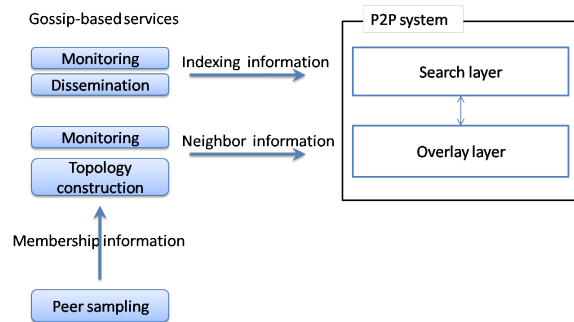 Gossip-based services
P2P system
Monitoring
Indexing information
Search layer
Dissemination
Monitoring
Neighbor information
Overlay layer
Topology
construction
Membership information
Peer sampling